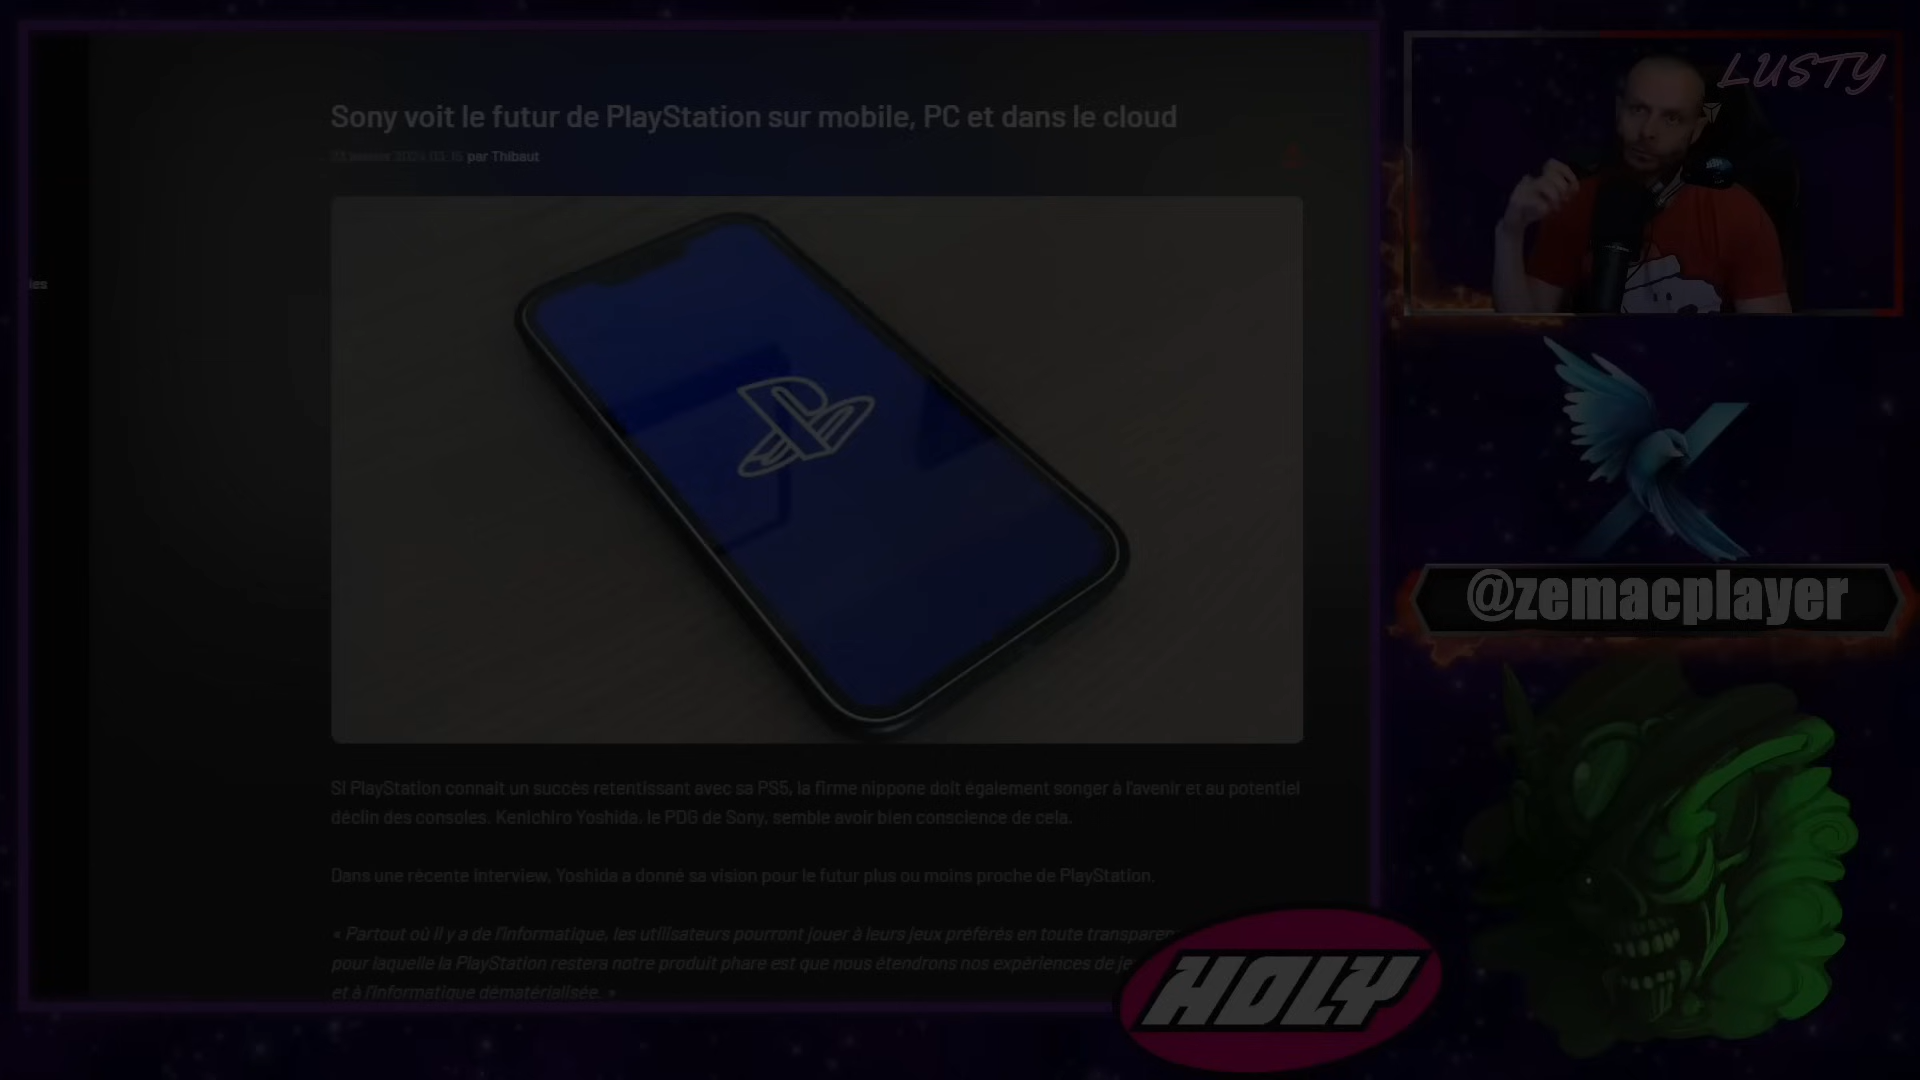 Sony voit le futur de PlayStation sur mobile, PC et dans le cloud
par Thibaut
LUSTY
les
@zemacplayer
Si PlayStation connaît un succès retentissant avec sa PS5, la firme nippone doit également songer à l'avenir et au potentiel
déclin des consoles. Kenichiro Yoshida, le PDG de Sony, semble avoir bien conscience de cela.
Dans une récente interview, Yoshida a donné sa vision pour le futur plus ou moins proche de PlayStation.
« Partout où il y a de l'informatique, les utilisateurs pourront jouer à leurs jeux préférés en toute transparen
pour laquelle la PlayStation restera notre produit phare est que nous étendrons nos expériences de je
et à l'informatique dématérialisée. »
HOLY